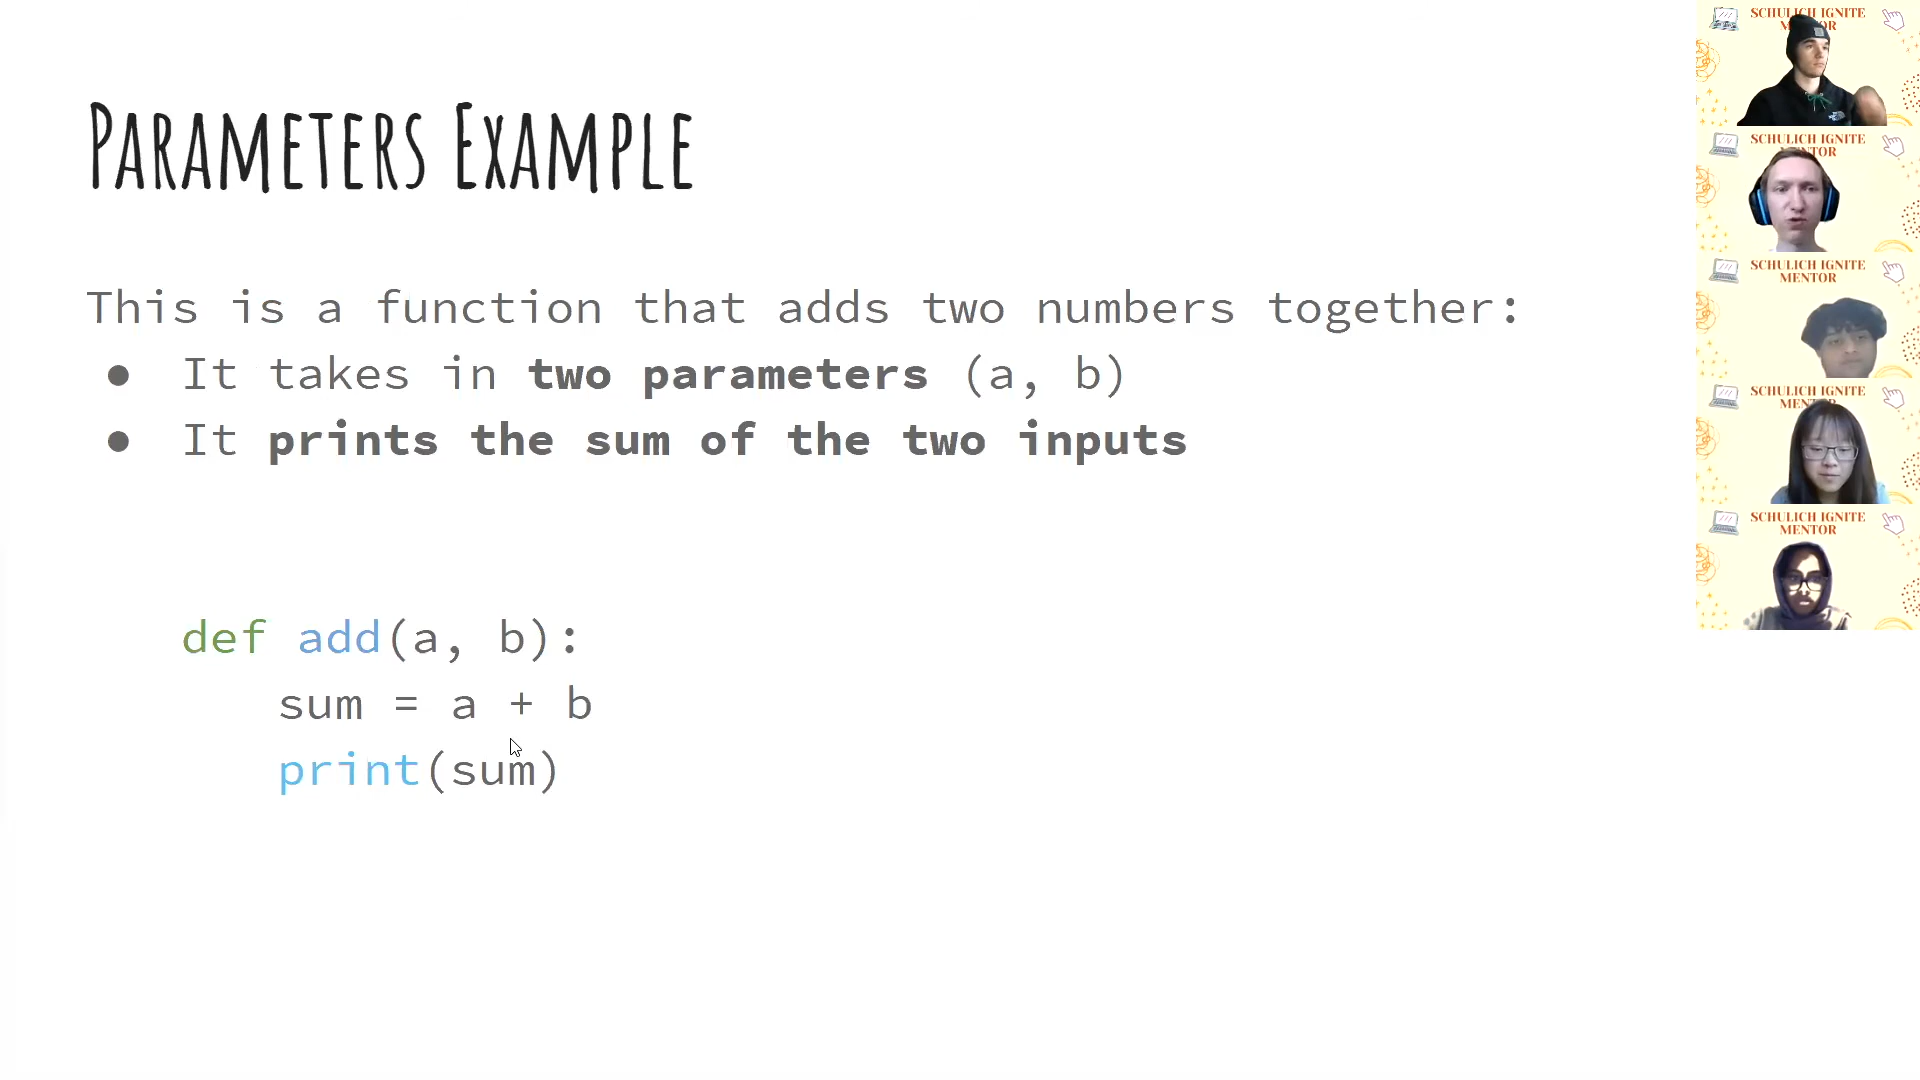 PARAMETERS EXAMPLE
This is a function that adds two numbers together:
● It takes in two parameters (a, b)
● It prints the sum of the two inputs
def add(a, b):
    sum = a + b
    print(sum)
SCHULICH IGNITE
SCHULICH IGNITE
MENTOR
SCHULICH IGNITE
MENTOR
SCHULICH IGNITE
SCHULICH IGNITE
MENTOR